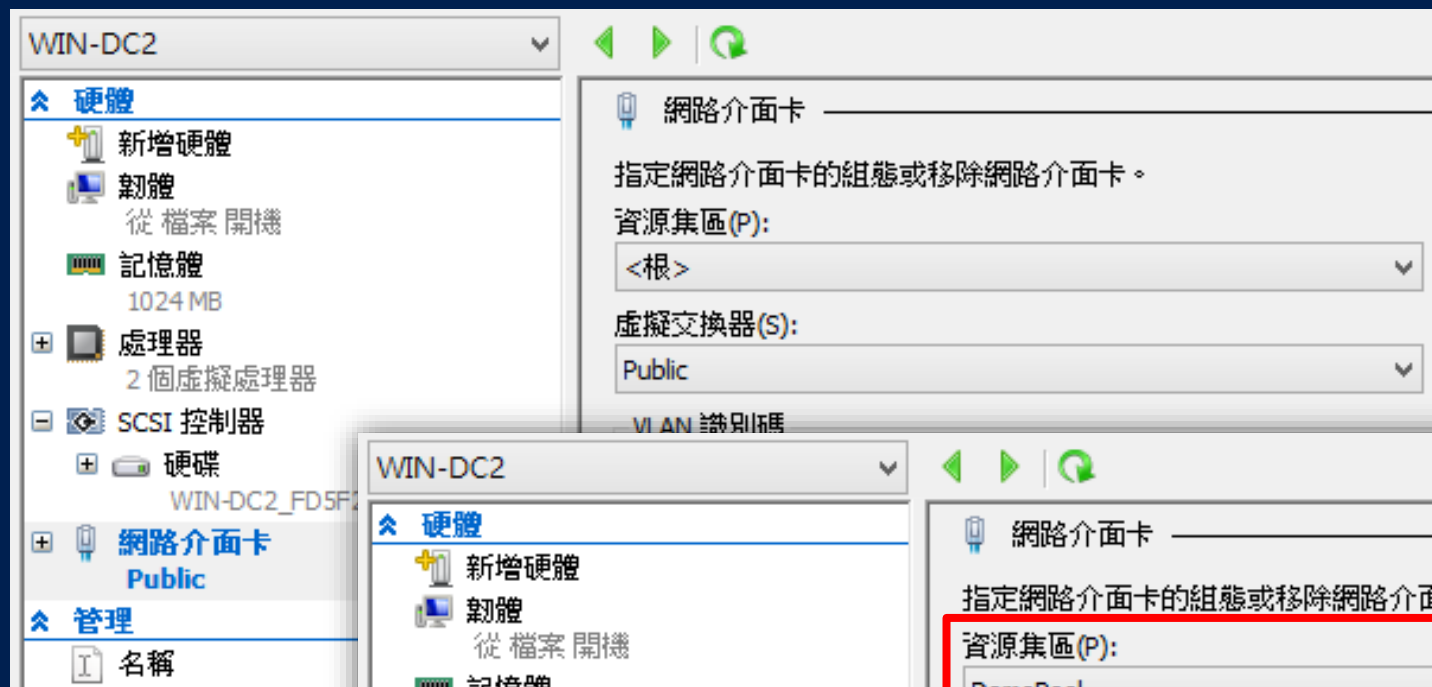 WIN-DC2
硬體
新增硬體
韌體
從 檔案 開機
記憶體
1024 MB
處理器
2 個虛擬處理器
SCSI 控制器
硬碟
WIN-DC2_FD5F2
網路介面卡
Public
管理
名稱
網路介面卡
指定網路介面卡的組態或移除網路介面卡。
資源集區(P):
<根>
虛擬交換器(S):
Public
VLAN 識別碼
WIN-DC2
硬體
新增硬體
韌體
從 檔案 開機
記憶體
網路介面卡
指定網路介面卡的組態或移除網路介面
資源集區(P):
DemoPool